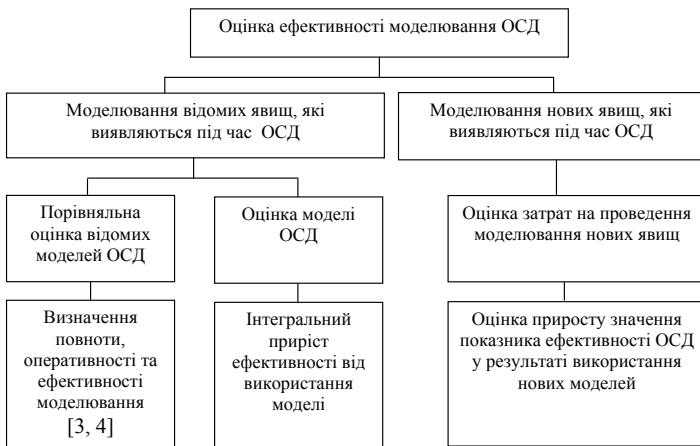 Оцінка ефективності моделювання ОСД
Моделювання відомих явищ, які
виявляються під час ОСД
Моделювання нових явищ, які
виявляються під час ОСД
Порівняльна
оцінка відомих
моделей ОСД
Оцінка моделі
ОСД
Оцінка затрат на проведення
моделювання нових явищ
Визначення
повноти,
оперативності та
ефективності
моделювання
[3, 4]
Інтегральний
приріст
ефективності від
використання
моделі
Оцінка приросту значення
показника ефективності ОСД
у результаті використання
нових моделей